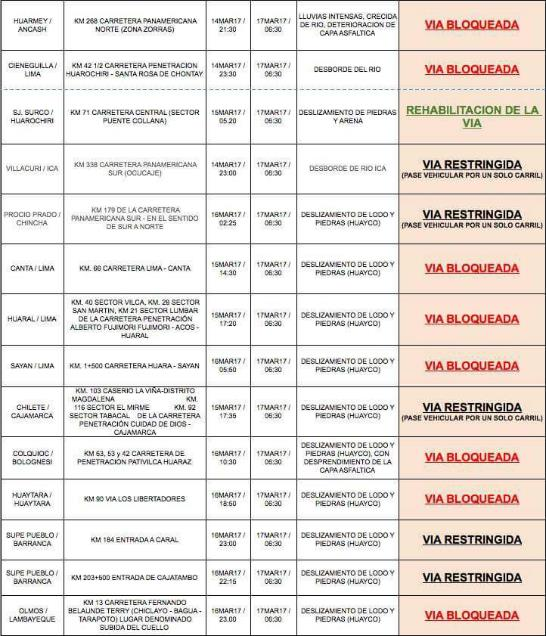 HUARMEY / ANCASH
KM 268 CARRETERA PANAMERICANA NORTE (ZONA ZORRAS)
14MAR17 / 21:30
17MAR17 / 06:30
LLUVIAS INTENSAS, CRECIDA DE RIO, DETERIORACION DE CAPA ASFALTICA
VIA BLOQUEADA
CIENEGUILLA / LIMA
KM 42 1/2 CARRETERA PENETRACION HUAROCHIRI - SANTA ROSA DE CHONTAY
14MAR17 / 23:30
17MAR17 / 06:30
DESBORDE DEL RIO
VIA BLOQUEADA
SJ. SURCO / HUAROCHIRI
KM 71 CARRETERA CENTRAL (SECTOR PUENTE COLLANA)
15MAR17 / 05.20
17MAR17 / 06:30
DESLIZAMIENTO DE PIEDRAS Y ARENA
REHABILITACION DE LA VIA
VILLACURI / ICA
KM 338 CARRETERA PANAMERICANA SUR (OCUCAJE)
14MAR17 / 23:00
17MAR17 / 06:30
DESBORDE DE RIO ICA
VIA RESTRINGIDA
(PASE VEHICULAR POR UN SOLO CARRIL)
PROCIO PRADO / CHINCHA
KM 179 DE LA CARRETERA PANAMERICANA SUR - EN EL SENTIDO DE SUR A NORTE
16MAR17 / 02:25
17MAR17 / 06:30
DESLIZAMIENTO DE LODO Y PIEDRAS (HUAYCO)
VIA RESTRINGIDA
(PASE VEHICULAR POR UN SOLO CARRIL)
CANTA / LIMA
KM. 66 CARRETERA LIMA - CANTA
15MAR17 / 14:30
17MAR17 / 06:30
DESLIZAMIENTO DE LODO Y PIEDRAS (HUAYCO)
VIA BLOQUEADA
HUARAL / LIMA
KM. 40 SECTOR VILCA, KM. 26 SECTOR SAN MARTIN, KM 21 SECTOR LUMBAR DE LA CARRETERA PENETRACIÓN ALBERTO FUJIMORI FUJIMORI - ACOS - HUARAL
15MAR17 / 17:20
17MAR17 / 06:30
DESLIZAMIENTO DE LODO Y PIEDRAS (HUAYCO)
VIA BLOQUEADA
SAYAN / LIMA
KM. 1+500 CARRETERA HUARA - SAYAN
16MAR17 / 05:60
17MAR17 / 06:30
DESLIZAMIENTO DE LODO Y PIEDRAS (HUAYCO)
VIA BLOQUEADA
CHILETE / CAJAMARCA
KM. 103 CASERIO LA VIÑA-DISTRITO MAGDALENA KM. 116 SECTOR EL MIRME KM. 92 SECTOR TABACAL DE LA CARRETERA PENETRACIÓN CUIDAD DE DIOS - CAJAMARCA
15MAR17 / 17:35
17MAR17 / 06:30
DESLIZAMIENTO DE LODO Y PIEDRAS (HUAYCO)
VIA RESTRINGIDA
(PASE VEHICULAR POR UN SOLO CARRIL)
COLQUIOC / BOLOGNESI
KM 63, 53 y 42 CARRETERA DE PENETRACION PATIVILCA HUARAZ
16MAR17 / 10:30
17MAR17 / 06:30
DESLIZAMIENTO DE LODO Y PIEDRAS (HUAYCO), CON DESPRENDIMIENTO DE LA CAPA ASFALTICA
VIA BLOQUEADA
HUAYTARA / HUAYTARA
KM 90 VIA LOS LIBERTADORES
16MAR17 / 18:60
17MAR17 / 06:30
DESLIZAMIENTO DE LODO Y PIEDRAS (HUAYCO)
VIA BLOQUEADA
SUPE PUEBLO / BARRANCA
KM 184 ENTRADA A CARAL
16MAR17 / 23:00
17MAR17 / 06:30
DESLIZAMIENTO DE LODO Y PIEDRAS (HUAYCO)
VIA RESTRINGIDA
SUPE PUEBLO / BARRANCA
KM 203+500 ENTRADA DE CAJATAMBO
16MAR17 / 22:15
17MAR17 / 06:30
DESLIZAMIENTO DE LODO Y PIEDRAS (HUAYCO)
VIA RESTRINGIDA
OLMOS / LAMBAYEQUE
KM 13 CARRETERA FERNANDO BELAUNDE TERRY (CHICLAYO - BAGUA - TARAPOTO) LUGAR DENOMINADO SUBIDA DEL CUELLO
16MAR17 / 23.00
17MAR17 / 06:30
DESLIZAMIENTO DE LODO Y PIEDRAS (HUAYCO)
VIA BLOQUEADA